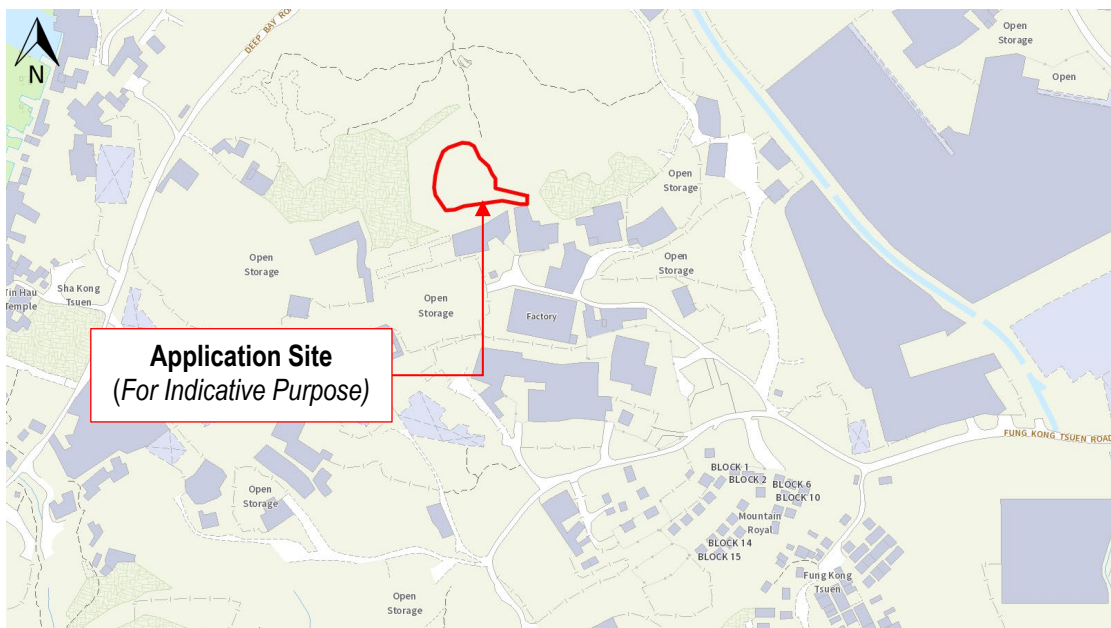 N
DEEP BAY RO
Open
Storage
Open
Open
Storage
Open
Storage
Open
Storage
Sha Kong
Tsuen
Tin Hau
Temple
Open
Storage
Factory
Application Site
(For Indicative Purpose)
FUNG KONG TSUEN ROAD
BLOCK 1
BLOCK 2
BLOCK 6
BLOCK 10
Mountain
Royal
BLOCK 14
BLOCK 15
Open
Storage
Fung Kong
Tsuen
Open
Storage